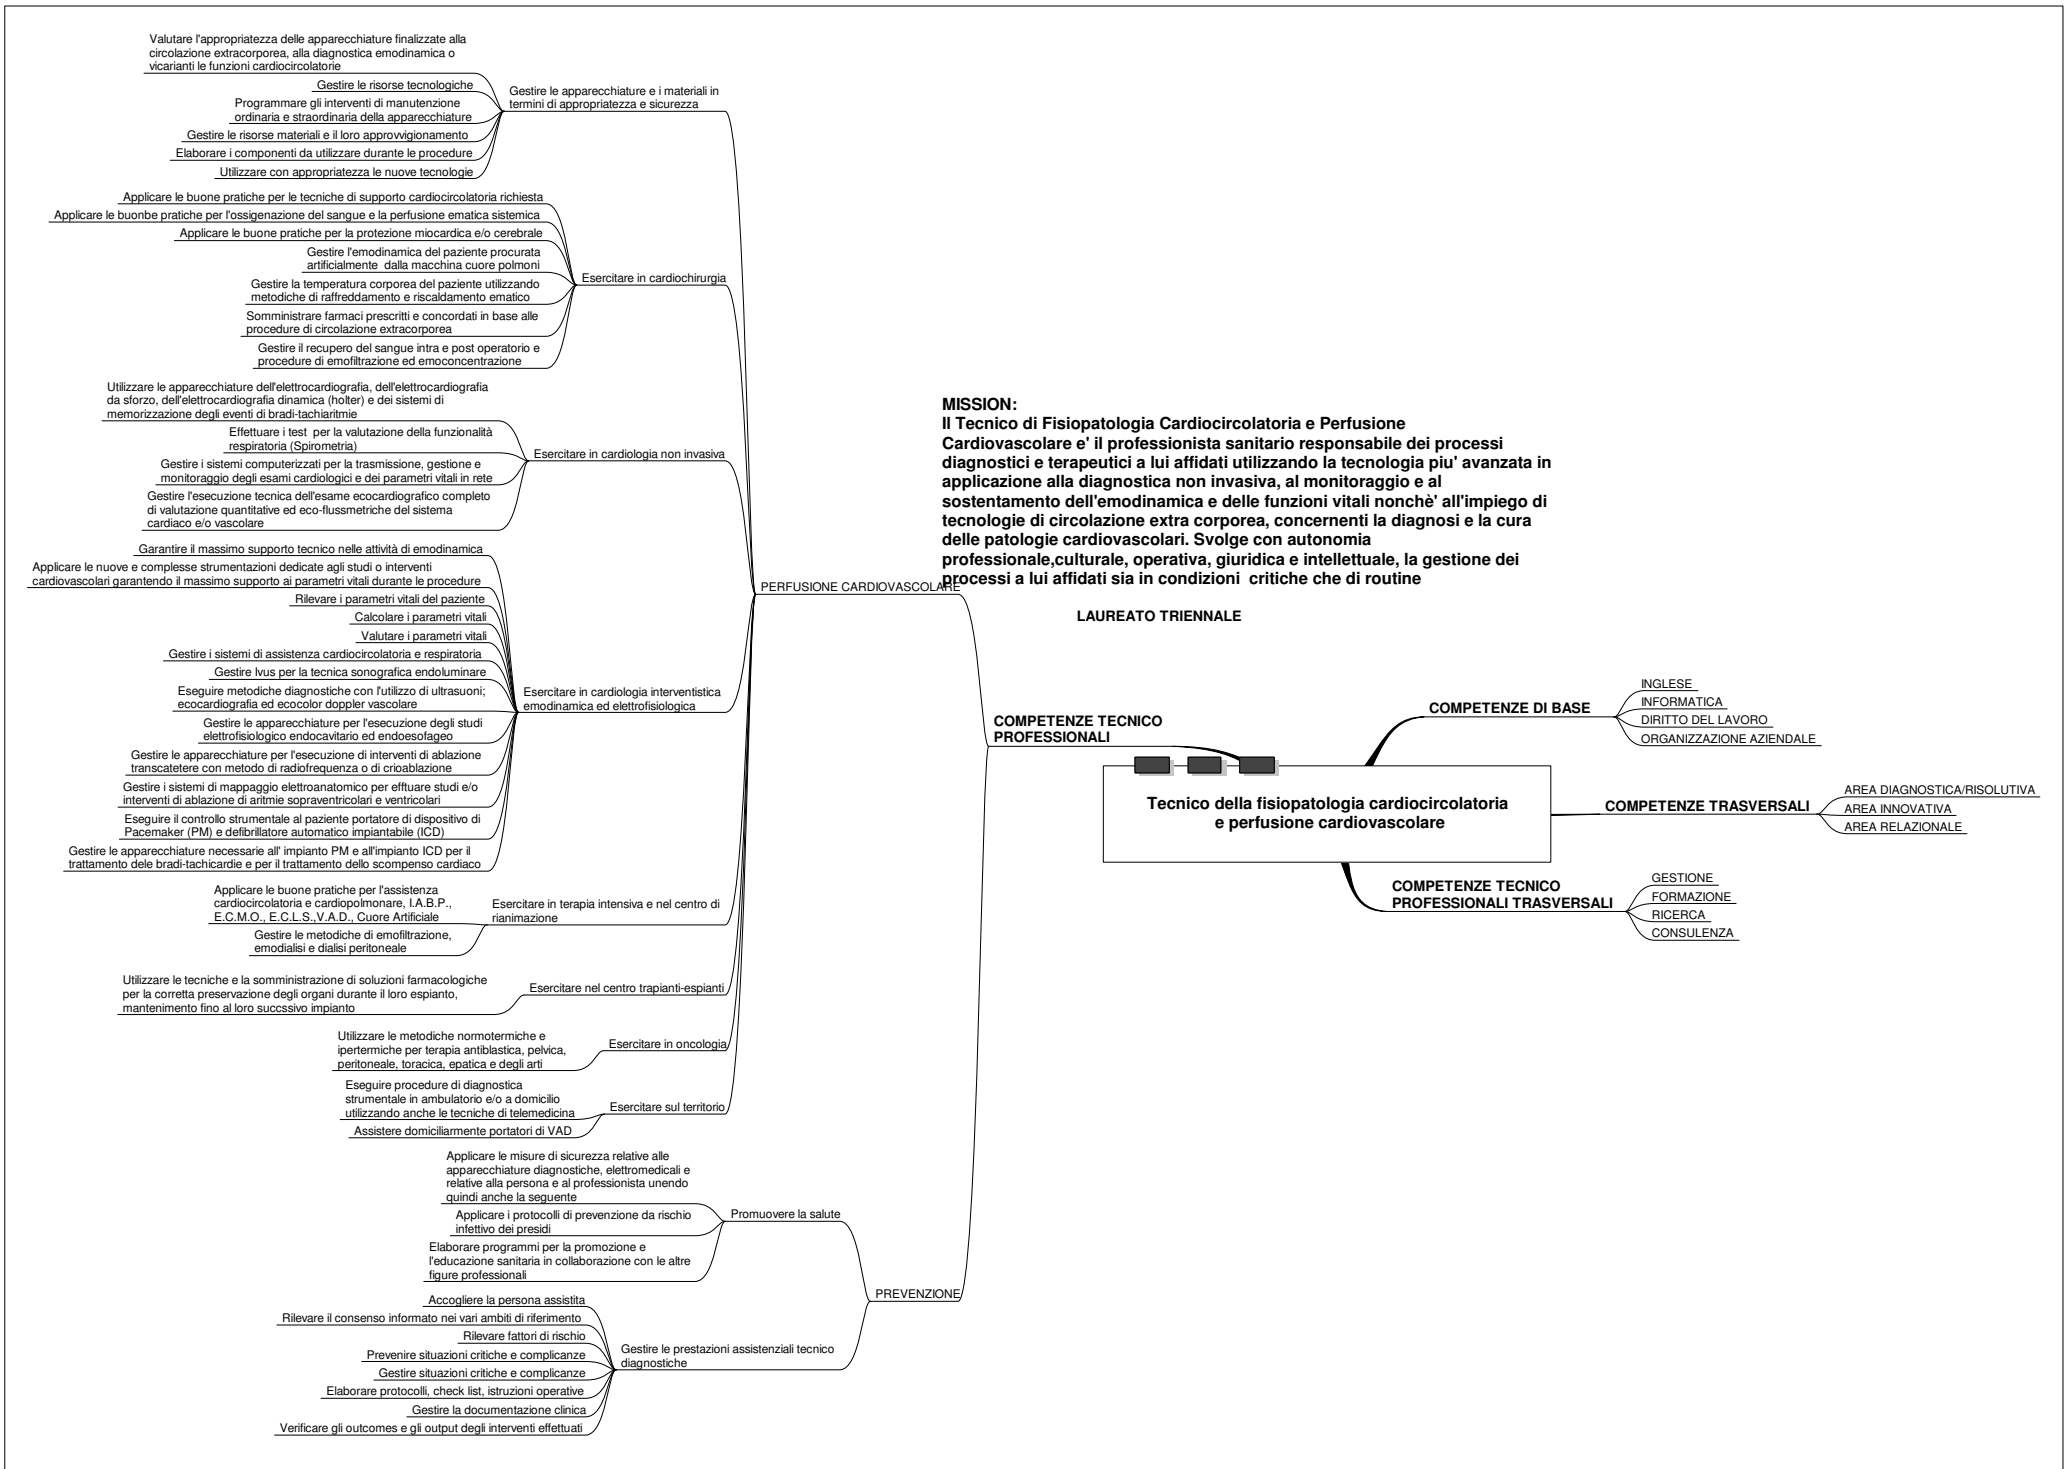 Valutare l'appropriatezza delle apparecchiature finalizzate alla
circolazione extracorporea, alla diagnostica emodinamica o
vicarianti le funzioni cardiocircolatorie
Gestire le risorse tecnologiche
Programmare gli interventi di manutenzione
ordinaria e straordinaria della apparecchiature
Gestire le risorse materiali e il loro approvvigionamento
Elaborare i componenti da utilizzare durante le procedure
Utilizzare con appropriatezza le nuove tecnologie
Gestire le apparecchiature e i materiali in
termini di appropriatezza e sicurezza
Applicare le buone pratiche per le tecniche di supporto cardiocircolatoria richiesta
Applicare le buonbe pratiche per l'ossigenazione del sangue e la perfusione ematica sistemica
Applicare le buone pratiche per la protezione miocardica e/o cerebrale
Gestire l'emodinamica del paziente procurata
artificialmente dalla macchina cuore polmoni
Gestire la temperatura corporea del paziente utilizzando
metodiche di raffreddamento e riscaldamento ematico
Somministrare farmaci prescritti e concordati in base alle
procedure di circolazione extracorporea
Gestire il recupero del sangue intra e post operatorio e
procedure di emofiltrazione ed emoconcentrazione
Esercitare in cardiochirurgia
Utilizzare le apparecchiature dell'elettrocardiografia, dell'elettrocardiografia
da sforzo, dell'elettrocardiografia dinamica (holter) e dei sistemi di
memorizzazione degli eventi di bradi-tachiaritmie
Effettuare i test per la valutazione della funzionalità
respiratoria (Spirometria)
Gestire i sistemi computerizzati per la trasmissione, gestione e
monitoraggio degli esami cardiologici e dei parametri vitali in rete
Gestire l'esecuzione tecnica dell'esame ecocardiografico completo
di valutazione quantitative ed eco-flussmetriche del sistema
cardiaco e/o vascolare
Esercitare in cardiologia non invasiva
Garantire il massimo supporto tecnico nelle attività di emodinamica
Applicare le nuove e complesse strumentazioni dedicate agli studi o interventi
cardiovascolari garantendo il massimo supporto ai parametri vitali durante le procedure
Rilevare i parametri vitali del paziente
Calcolare i parametri vitali
Valutare i parametri vitali
Gestire i sistemi di assistenza cardiocircolatoria e respiratoria
Gestire Ivus per la tecnica sonografica endoluminare
Eseguire metodiche diagnostiche con l'utilizzo di ultrasuoni;
ecocardiografia ed ecocolor doppler vascolare
Gestire le apparecchiature per l'esecuzione degli studi
elettrofisiologico endocavitario ed endoesofageo
Gestire le apparecchiature per l'esecuzione di interventi di ablazione
transcatetere con metodo di radiofrequenza o di crioablazione
Gestire i sistemi di mappaggio elettroanatomico per efftuare studi e/o
interventi di ablazione di aritmie sopraventricolari e ventricolari
Eseguire il controllo strumentale al paziente portatore di dispositivo di
Pacemaker (PM) e defibrillatore automatico impiantabile (ICD)
Gestire le apparecchiature necessarie all' impianto PM e all'impianto ICD per il
trattamento dele bradi-tachicardie e per il trattamento dello scompenso cardiaco
Esercitare in cardiologia interventistica
emodinamica ed elettrofisiologica
Applicare le buone pratiche per l'assistenza
cardiocircolatoria e cardiopolmonare, I.A.B.P.,
E.C.M.O., E.C.L.S.,V.A.D., Cuore Artificiale
Gestire le metodiche di emofiltrazione,
emodialisi e dialisi peritoneale
Esercitare in terapia intensiva e nel centro di
rianimazione
Utilizzare le tecniche e la somministrazione di soluzioni farmacologiche
per la corretta preservazione degli organi durante il loro espianto,
mantenimento fino al loro succssivo impianto
Esercitare nel centro trapianti-espianti
Utilizzare le metodiche normotermiche e
ipertermiche per terapia antiblastica, pelvica,
peritoneale, toracica, epatica e degli arti
Esercitare in oncologia
Eseguire procedure di diagnostica
strumentale in ambulatorio e/o a domicilio
utilizzando anche le tecniche di telemedicina
Assistere domiciliarmente portatori di VAD
Esercitare sul territorio
PERFUSIONE CARDIOVASCOLARE
Applicare le misure di sicurezza relative alle
apparecchiature diagnostiche, elettromedicali e
relative alla persona e al professionista unendo
quindi anche la seguente
Applicare i protocolli di prevenzione da rischio
infettivo dei presidi
Elaborare programmi per la promozione e
l'educazione sanitaria in collaborazione con le altre
figure professionali
Promuovere la salute
Accogliere la persona assistita
Rilevare il consenso informato nei vari ambiti di riferimento
Rilevare fattori di rischio
Prevenire situazioni critiche e complicanze
Gestire situazioni critiche e complicanze
Elaborare protocolli, check list, istruzioni operative
Gestire la documentazione clinica
Verificare gli outcomes e gli output degli interventi effettuati
Gestire le prestazioni assistenziali tecnico
diagnostiche
PREVENZIONE
COMPETENZE TECNICO
PROFESSIONALI
MISSION:
Il Tecnico di Fisiopatologia Cardiocircolatoria e Perfusione
Cardiovascolare e' il professionista sanitario responsabile dei processi
diagnostici e terapeutici a lui affidati utilizzando la tecnologia piu' avanzata in
applicazione alla diagnostica non invasiva, al monitoraggio e al
sostentamento dell'emodinamica e delle funzioni vitali nonchè' all'impiego di
tecnologie di circolazione extra corporea, concernenti la diagnosi e la cura
delle patologie cardiovascolari. Svolge con autonomia
professionale,culturale, operativa, giuridica e intellettuale, la gestione dei
processi a lui affidati sia in condizioni critiche che di routine
LAUREATO TRIENNALE
Tecnico della fisiopatologia cardiocircolatoria
e perfusione cardiovascolare
COMPETENZE DI BASE
INGLESE
INFORMATICA
DIRITTO DEL LAVORO
ORGANIZZAZIONE AZIENDALE
COMPETENZE TRASVERSALI
AREA DIAGNOSTICA/RISOLUTIVA
AREA INNOVATIVA
AREA RELAZIONALE
COMPETENZE TECNICO
PROFESSIONALI TRASVERSALI
GESTIONE
FORMAZIONE
RICERCA
CONSULENZA